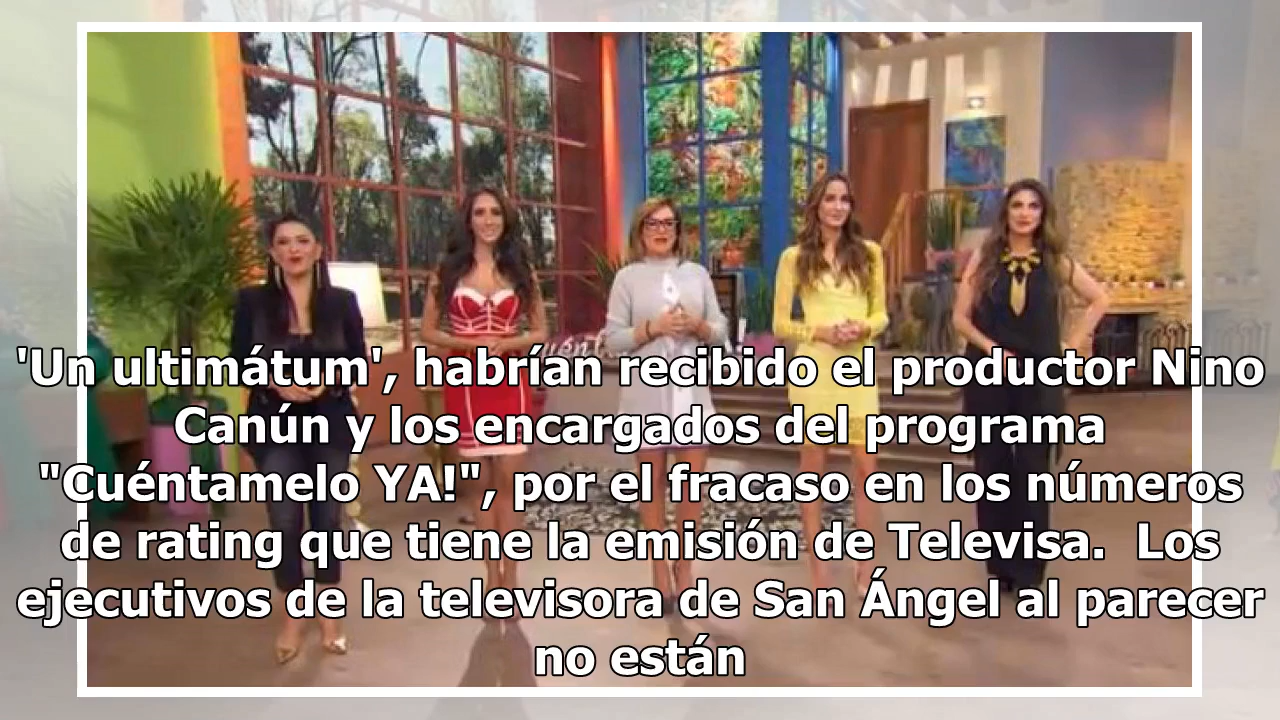 'Un ultimátum', habrían recibido el productor Nino
Canún y los encargados del programa
"Cuéntamelo YA!", por el fracaso en los números
de rating que tiene la emisión de Televisa.  Los
ejecutivos de la televisora de San Ángel al parecer
no están